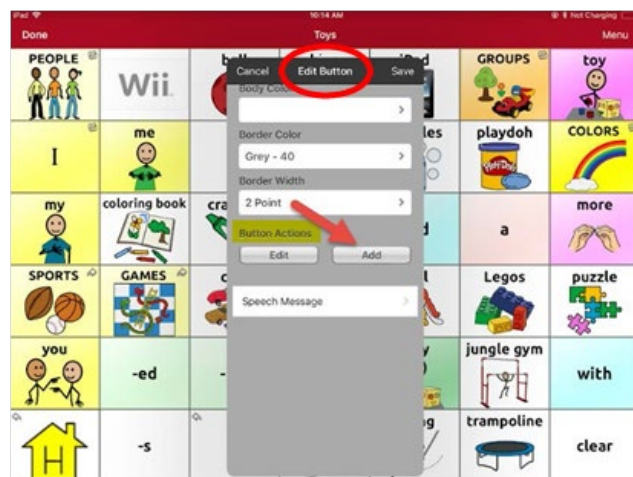 iPad
10:14 AM
Not Charging
Done
Toys
Menu
PEOPLE
Wii
GROUPS
toy
Cancel
Edit Button
Save
Body Color
I
me
Border Color
Grey - 40
playdoh
COLORS
Border Width
2 Point
my
coloring book
a
more
Button Actions
Edit
Add
SPORTS
GAMES
Speech Message
Legos
puzzle
you
-ed
jungle gym
with
-s
trampoline
clear